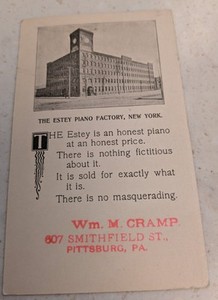 THE ESTEY PIANO FACTORY, NEW YORK.
THE Estey is an honest piano
at an honest price.
There is nothing fictitious
about it.
It is sold for exactly what
it is.
There is no masquerading.
Wm. M. CRAMP
607 SMITHFIELD ST.,
PITTSBURG, PA.